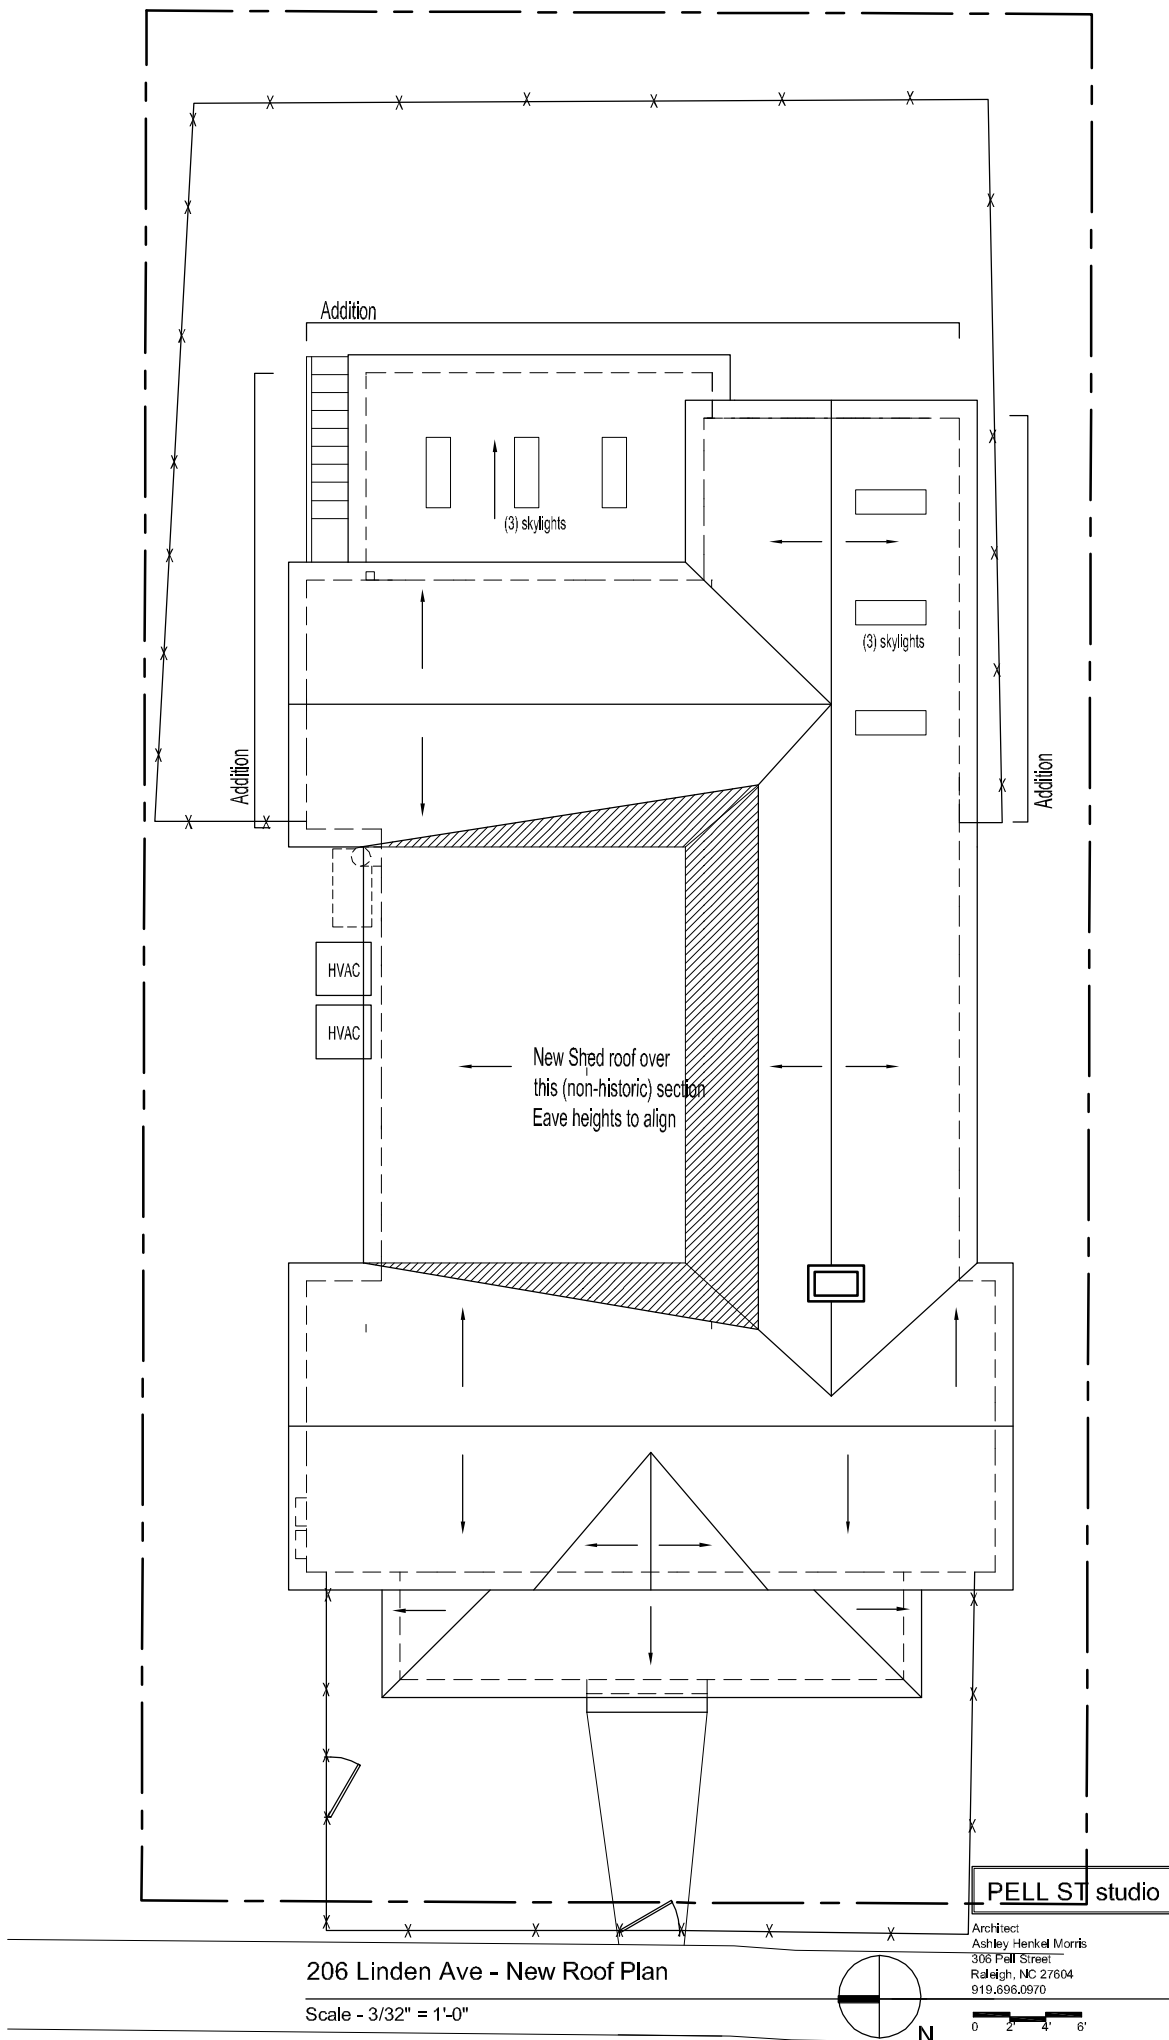 Addition
(3) skylights
(3) skylights
Addition
Addition
HVAC
HVAC
New Shed roof over
this (non-historic) section
Eave heights to align
PELL ST studio
Architect
Ashley Henkel Morris
306 Pell Street
Raleigh, NC 27604
919.696.0970
206 Linden Ave - New Roof Plan
Scale - 3/32" = 1'-0"
N
0 2' 4' 6'